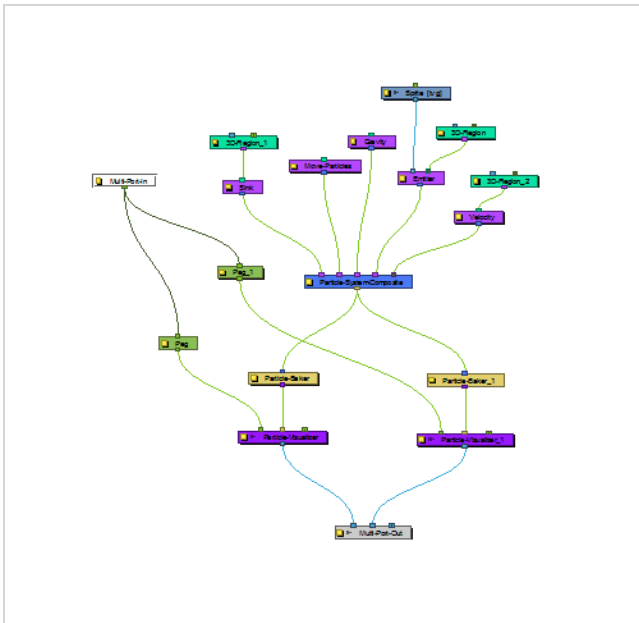 Sprite (tvg)
Gravity
3D-Region
3D-Region_1
Move-Particles
Emitter
3D-Region_2
Multi-Port-In
Sink
Velocity
Peg_1
Particle-SystemComposite
Peg
Particle-Baker
Particle-Baker_1
Particle-Visualizer
Particle-Visualizer_1
Multi-Port-Out